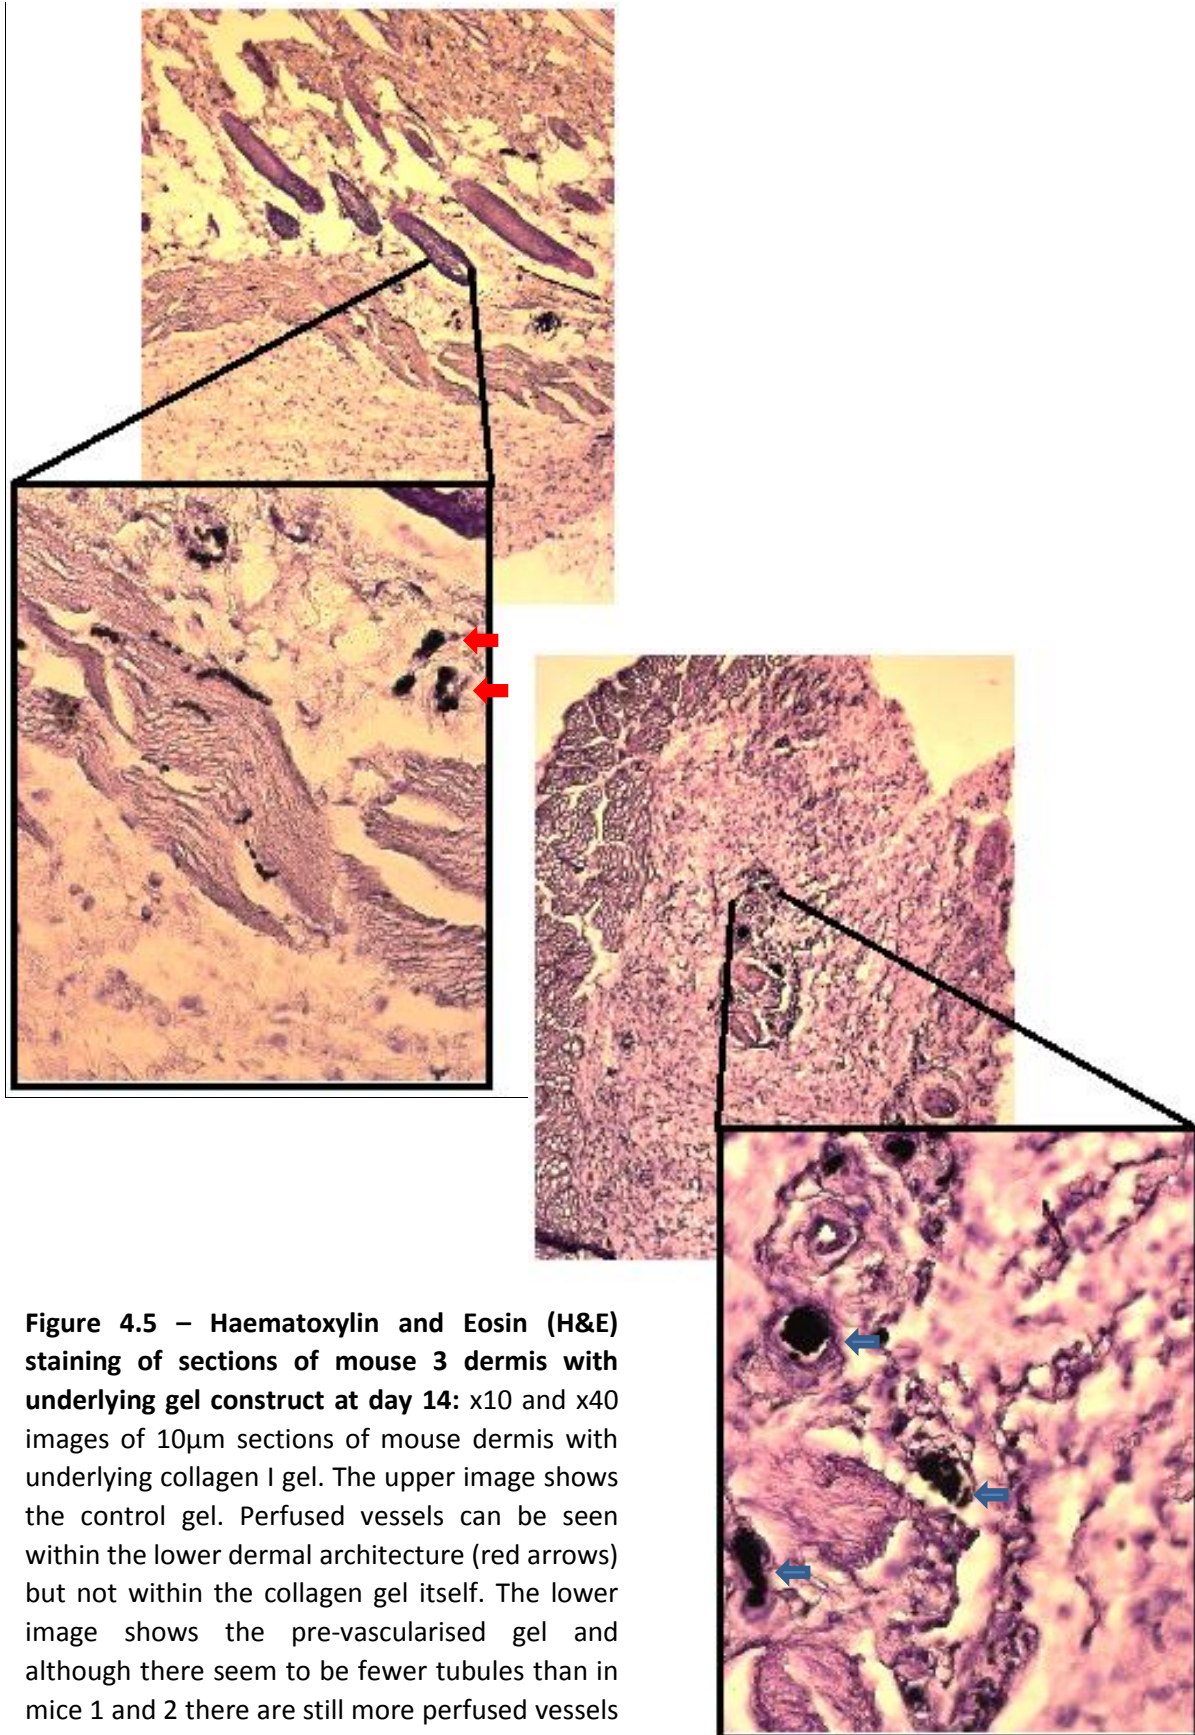 Figure 4.5 – Haematoxylin and Eosin (H&E)
staining of sections of mouse 3 dermis with
underlying gel construct at day 14: x10 and x40
images of 10μm sections of mouse dermis with
underlying collagen I gel. The upper image shows
the control gel. Perfused vessels can be seen
within the lower dermal architecture (red arrows)
but not within the collagen gel itself. The lower
image shows the pre-vascularised gel and
although there seem to be fewer tubules than in
mice 1 and 2 there are still more perfused vessels